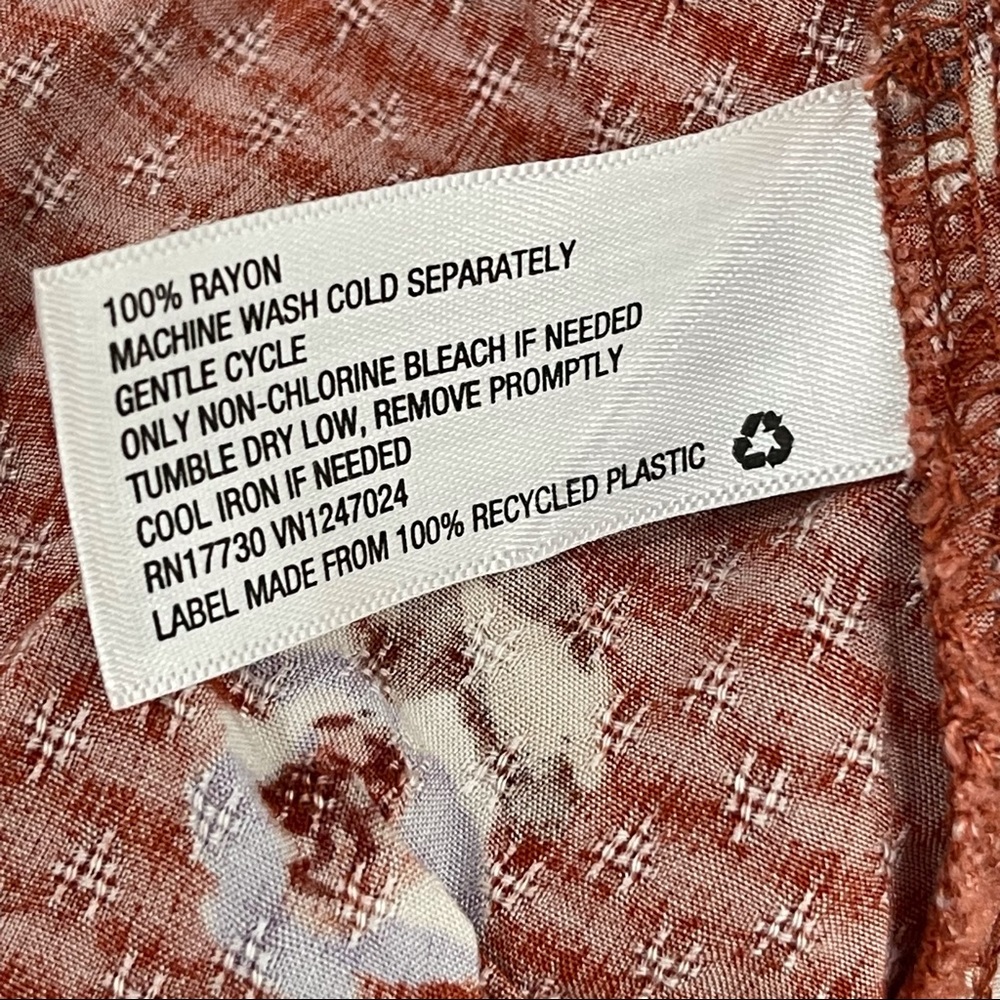 100% RAYON
MACHINE WASH COLD SEPARATELY
GENTLE CYCLE
ONLY NON-CHLORINE BLEACH IF NEEDED
TUMBLE DRY LOW, REMOVE PROMPTLY
COOL IRON IF NEEDED
RN17730 VN1247024
LABEL MADE FROM 100% RECYCLED PLASTIC